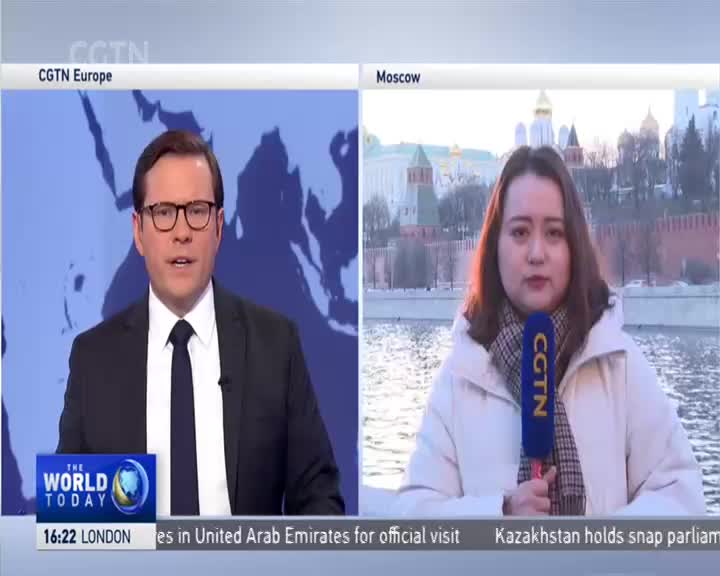 CGTN
CGTN Europe
Moscow
CGTN
THE
WORLD
TODAY
16:22 LONDON
es in United Arab Emirates for official visit Kazakhstan holds snap parliam